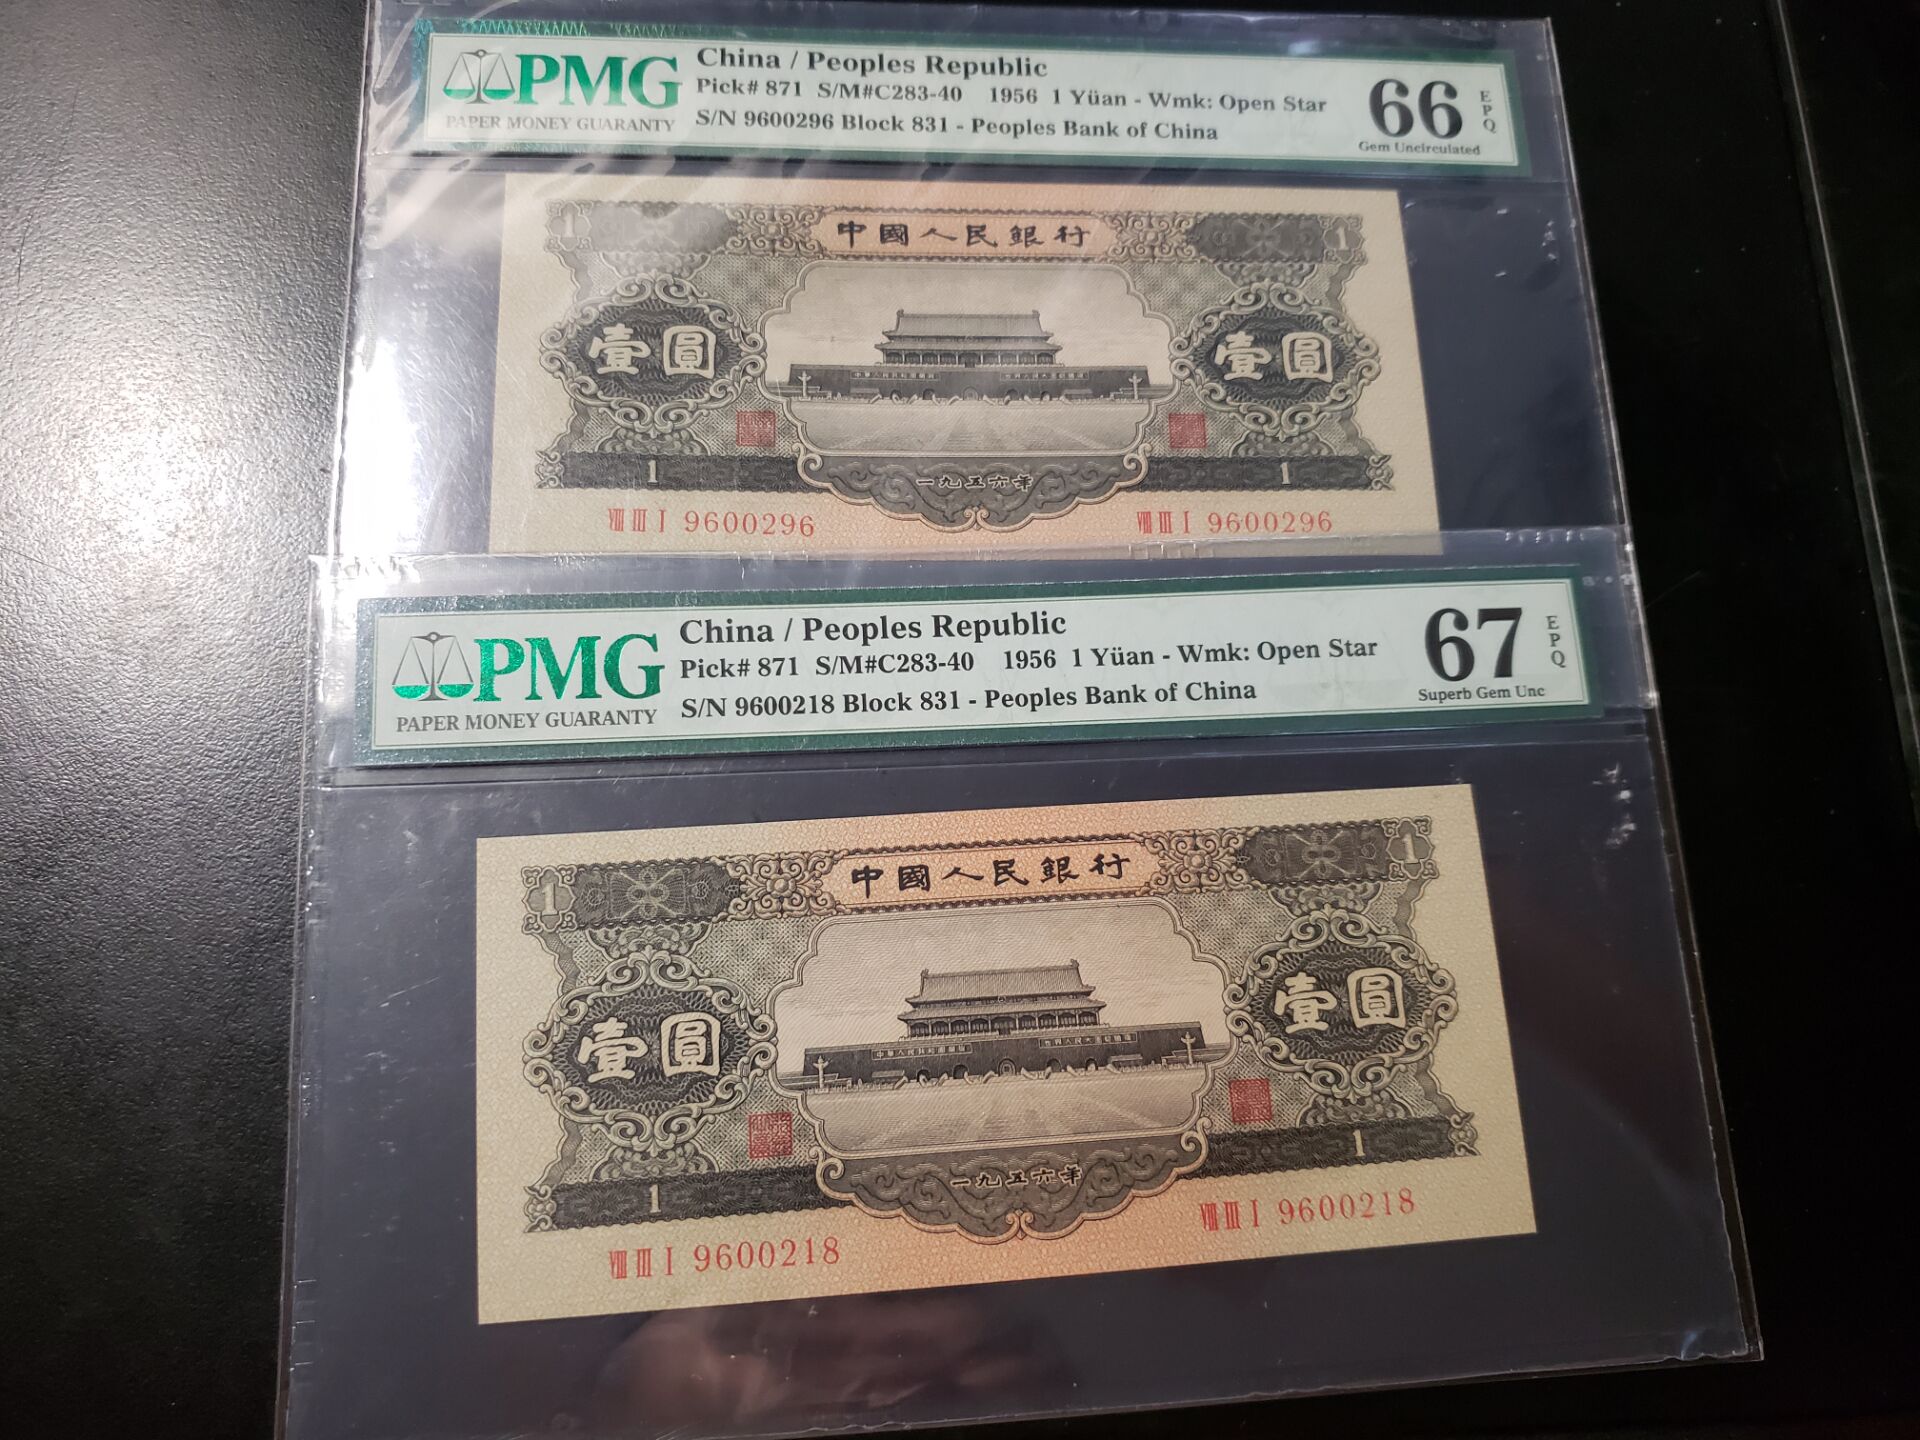 PMG
PAPER MONEY GUARANTY
China / Peoples Republic
Pick# 871 S/M#C283-40 1956 1 Yüan - Wmk: Open Star
S/N 9600296 Block 831 - Peoples Bank of China
66
EPQ
Gem Uncirculated
中國人民銀行
1 1
壹圓 壹圓
1 1
一九五六年
VIII III I 9600296 VIII III I 9600296
PMG
PAPER MONEY GUARANTY
China / Peoples Republic
Pick# 871 S/M#C283-40 1956 1 Yüan - Wmk: Open Star
S/N 9600218 Block 831 - Peoples Bank of China
67
EPQ
Superb Gem Unc
中國人民銀行
1 1
壹圓 壹圓
1 1
一九五六年
VIII III I 9600218 VIII III I 9600218